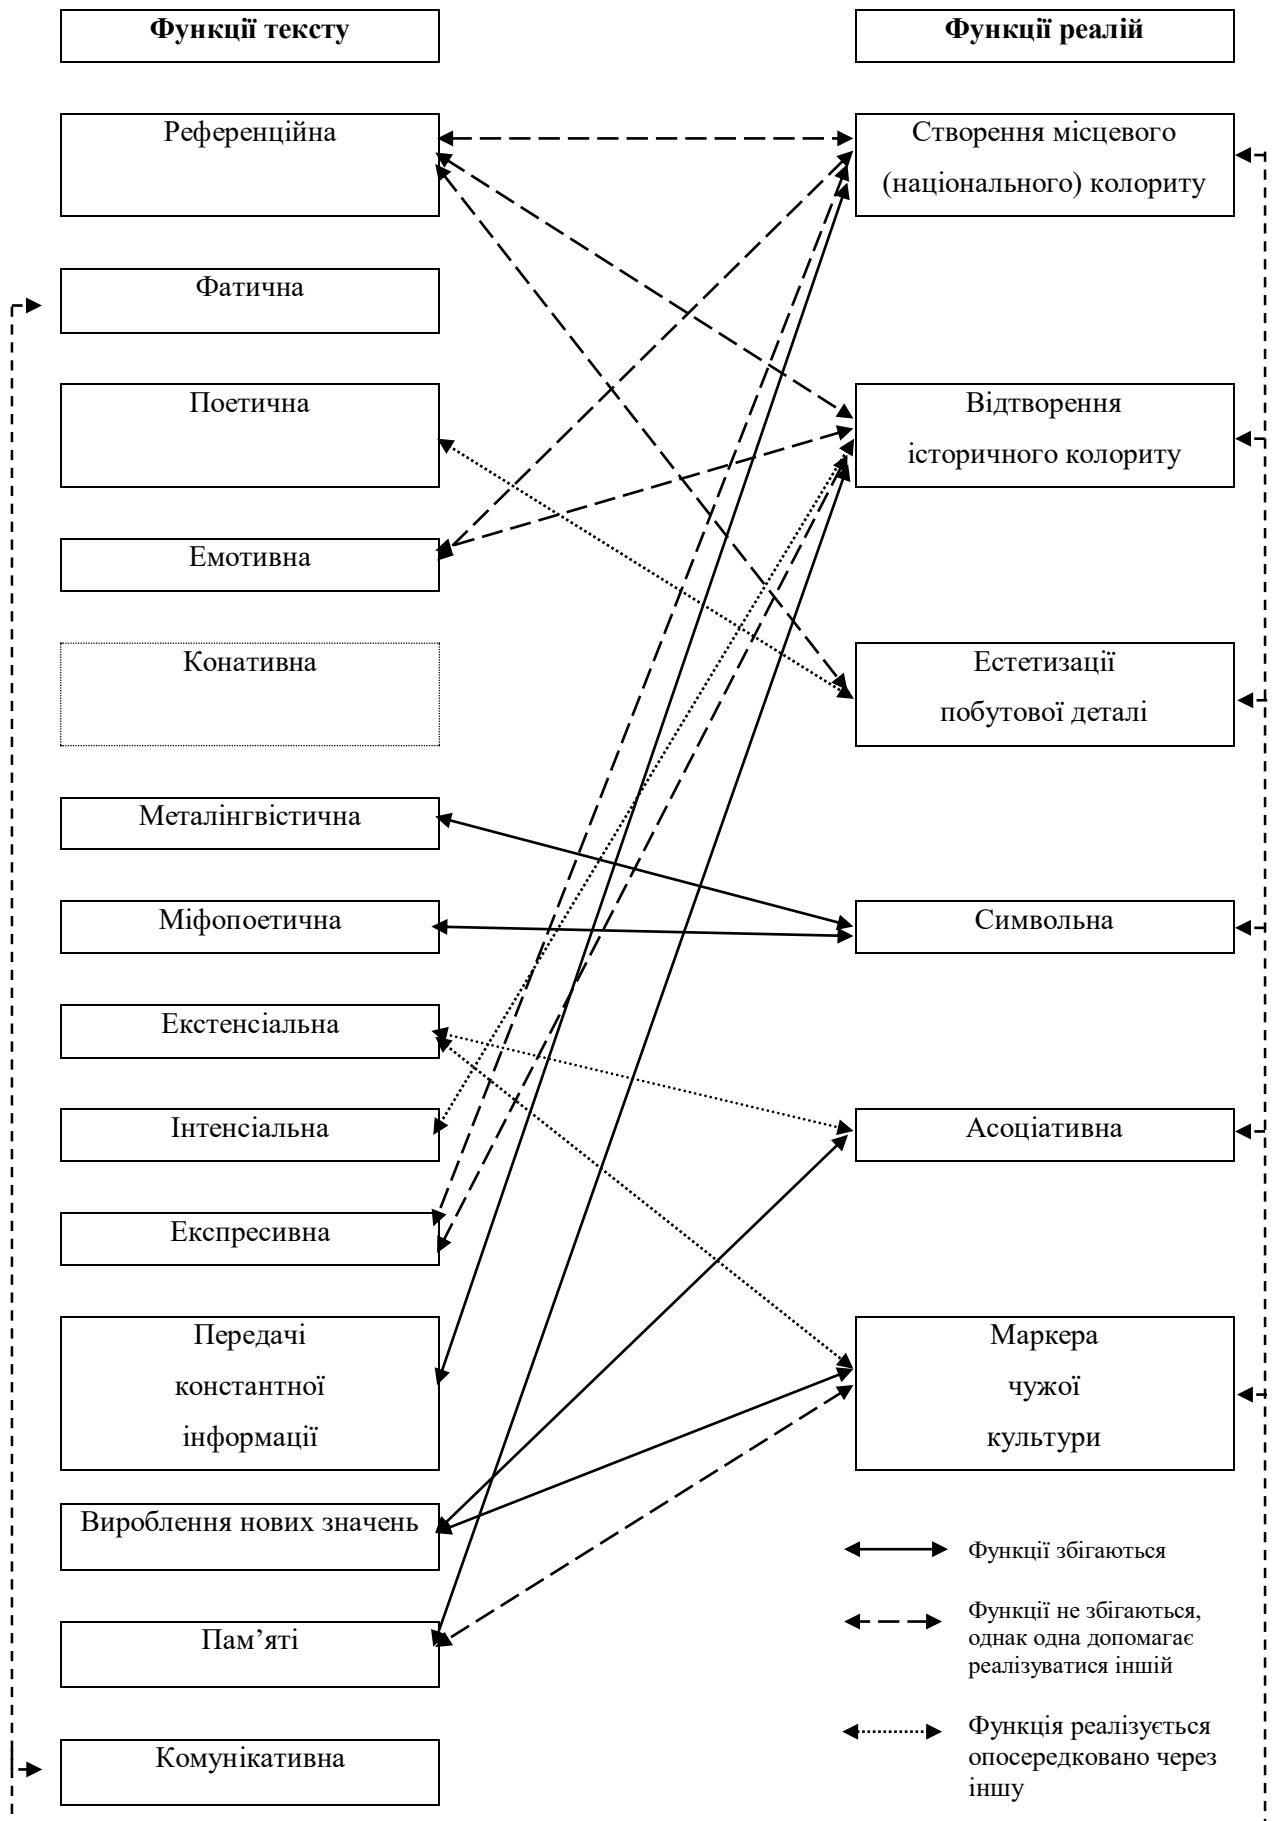 Функції тексту
Функції реалій
Референційна
Створення місцевого
(національного) колориту
Фатична
Поетична
Відтворення
історичного колориту
Емотивна
Конативна
Естетизації
побутової деталі
Металінгвістична
Міфопоетична
Символьна
Екстенсіальна
Інтенсіальна
Асоціативна
Експресивна
Передачі
константної
інформації
Маркера
чужої
культури
Вироблення нових значень
Пам’яті
Комунікативна
Функції збігаються
Функції не збігаються,
однак одна допомагає
реалізуватися іншій
Функція реалізується
опосередковано через
іншу